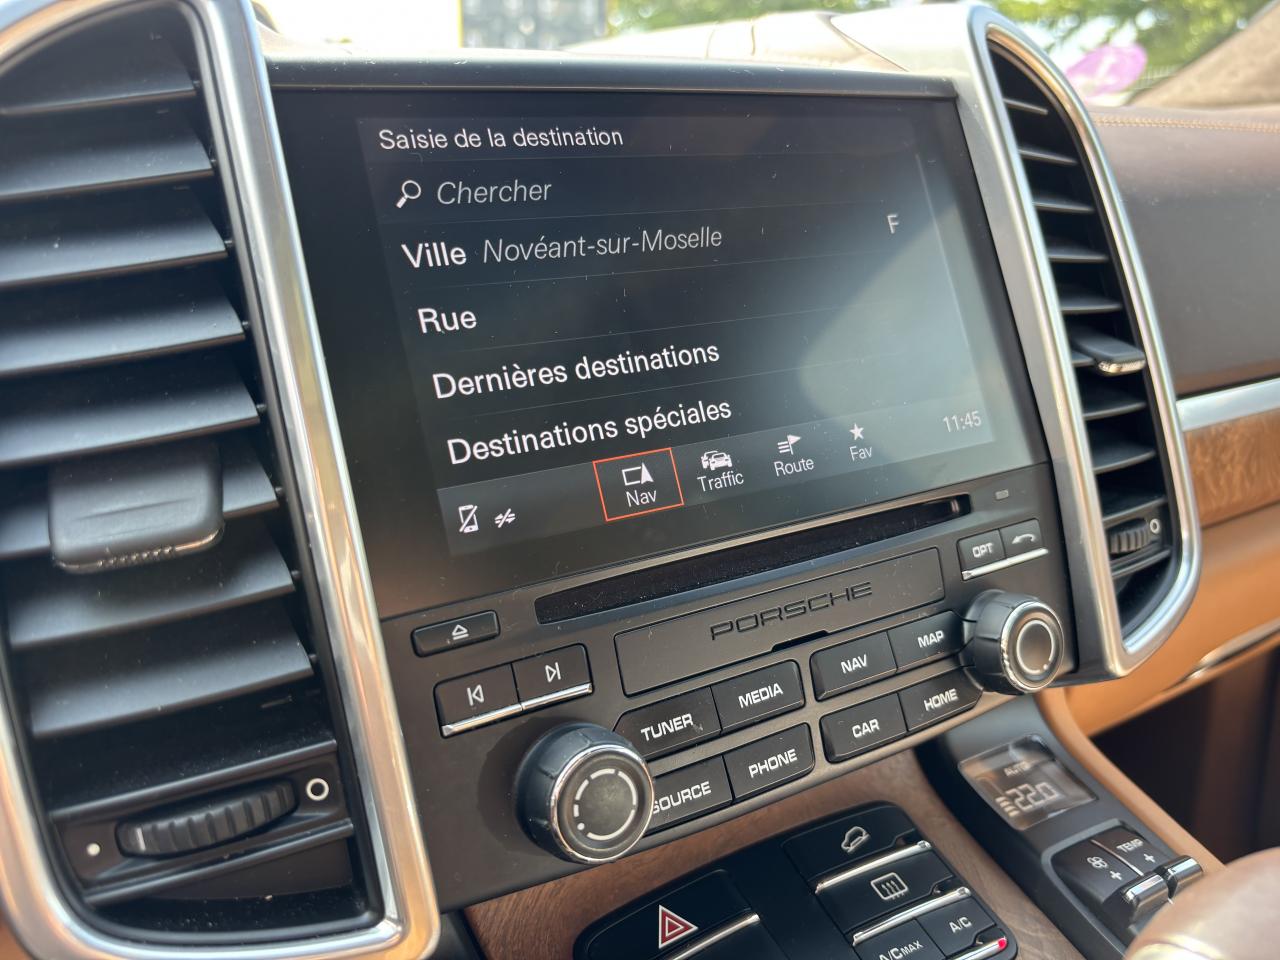 Saisie de la destination
Chercher
Ville Novéant-sur-Moselle F
Rue
Dernières destinations
Destinations spéciales
Nav Traffic Route Fav 11:45
OPT
PORSCHE
TUNER MEDIA NAV MAP
SOURCE PHONE CAR HOME
AUTO
22.0
TEMP
A/C
A/C MAX